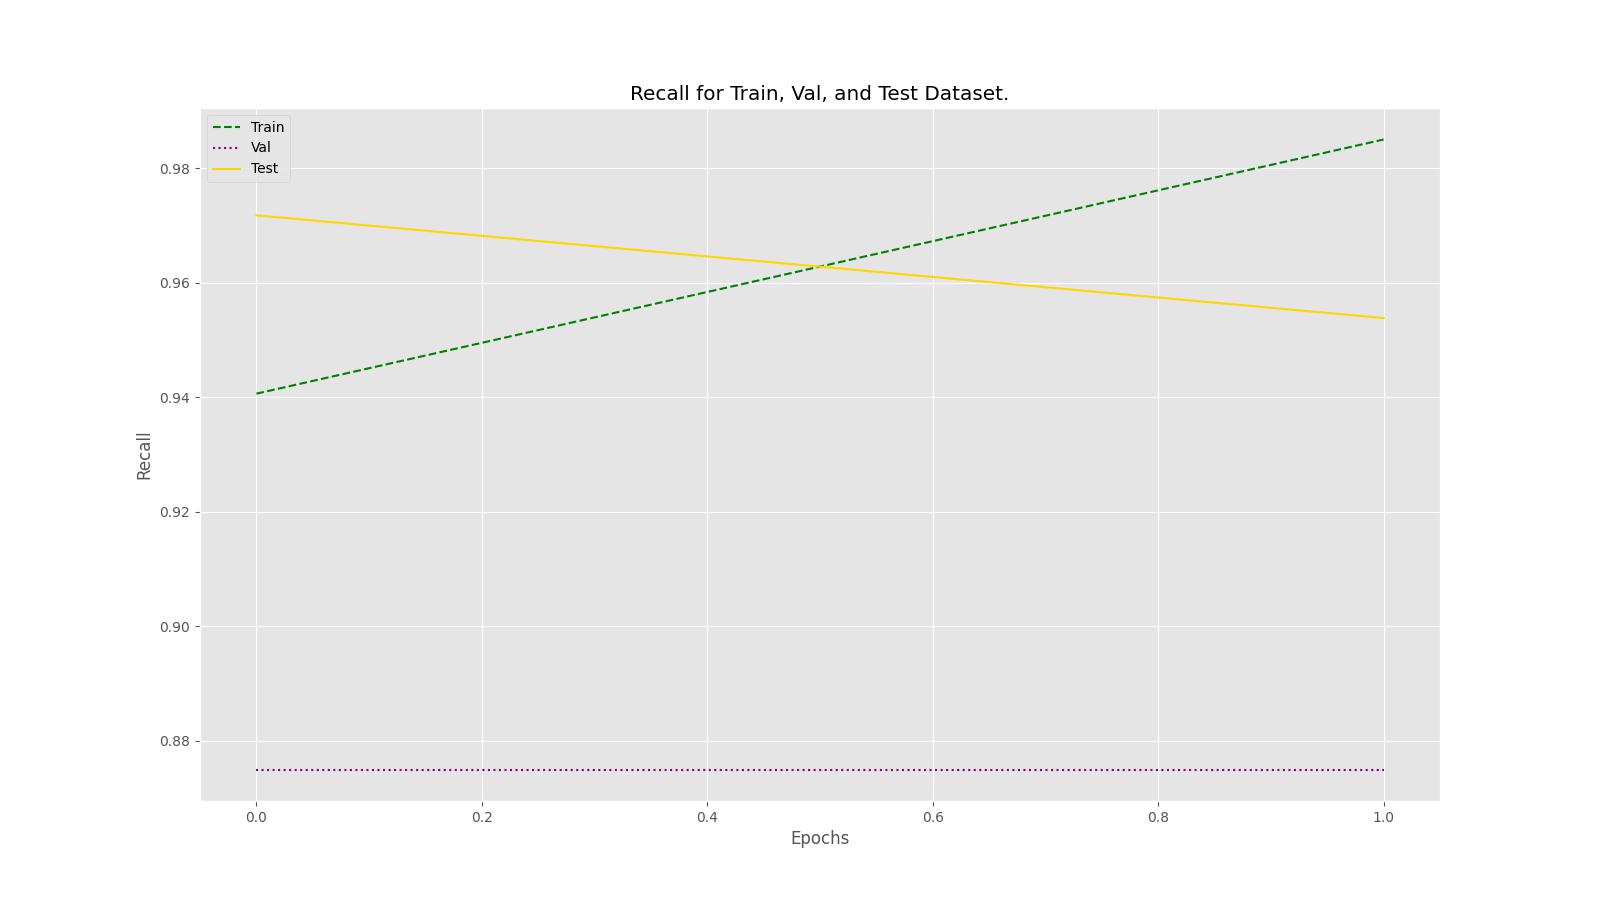 Recall for Train, Val, and Test Dataset.
Train
Val
Test
0.98
0.96
0.94
0.92
0.90
0.88
Recall
0.0 0.2 0.4 0.6 0.8 1.0
Epochs